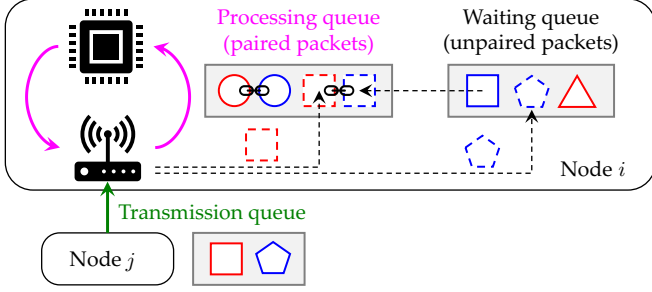 Processing queue
(paired packets)
Waiting queue
(unpaired packets)
Node i
Transmission queue
Node j